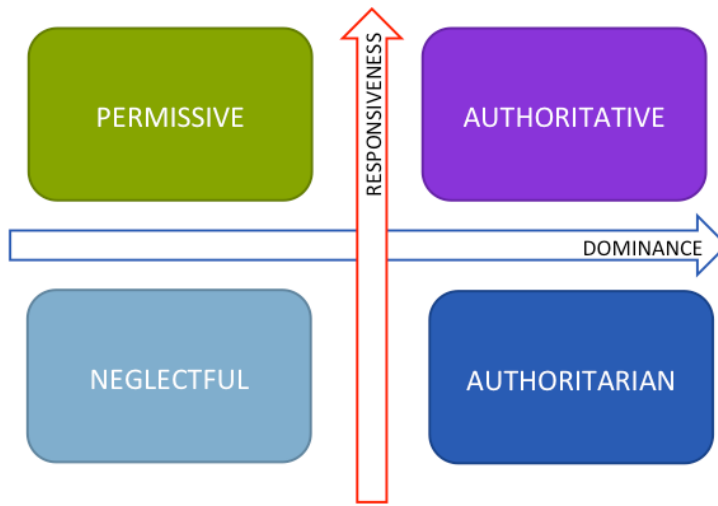 PERMISSIVE
RESPONSIVENESS
AUTHORITATIVE
DOMINANCE
NEGLECTFUL
AUTHORITARIAN